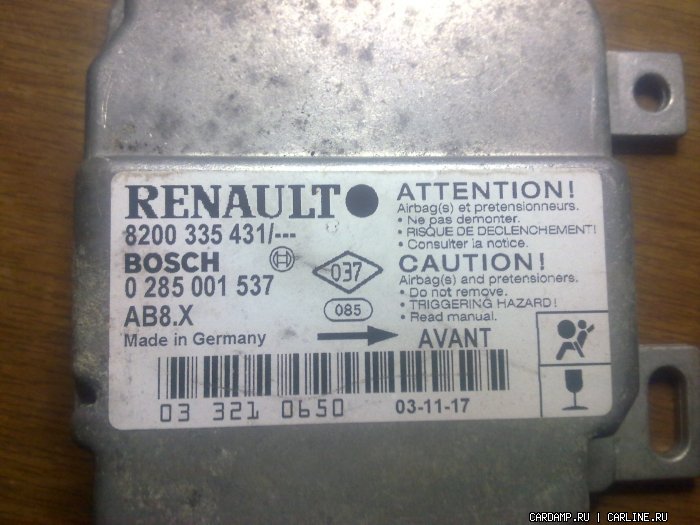 RENAULT
8200 335 431/---
BOSCH
0 285 001 537
AB8.X
Made in Germany
037
085
AVANT
ATTENTION!
Airbag(s) et pretensionneurs.
• Ne pas demonter.
• RISQUE DE DECLENCHEMENT!
• Consulter la notice.
CAUTION!
Airbag(s) and pretensioners.
• Do not remove.
• TRIGGERING HAZARD!
• Read manual.
03 321 0650
03-11-17
CARDAMP.RU | CARLINE.RU